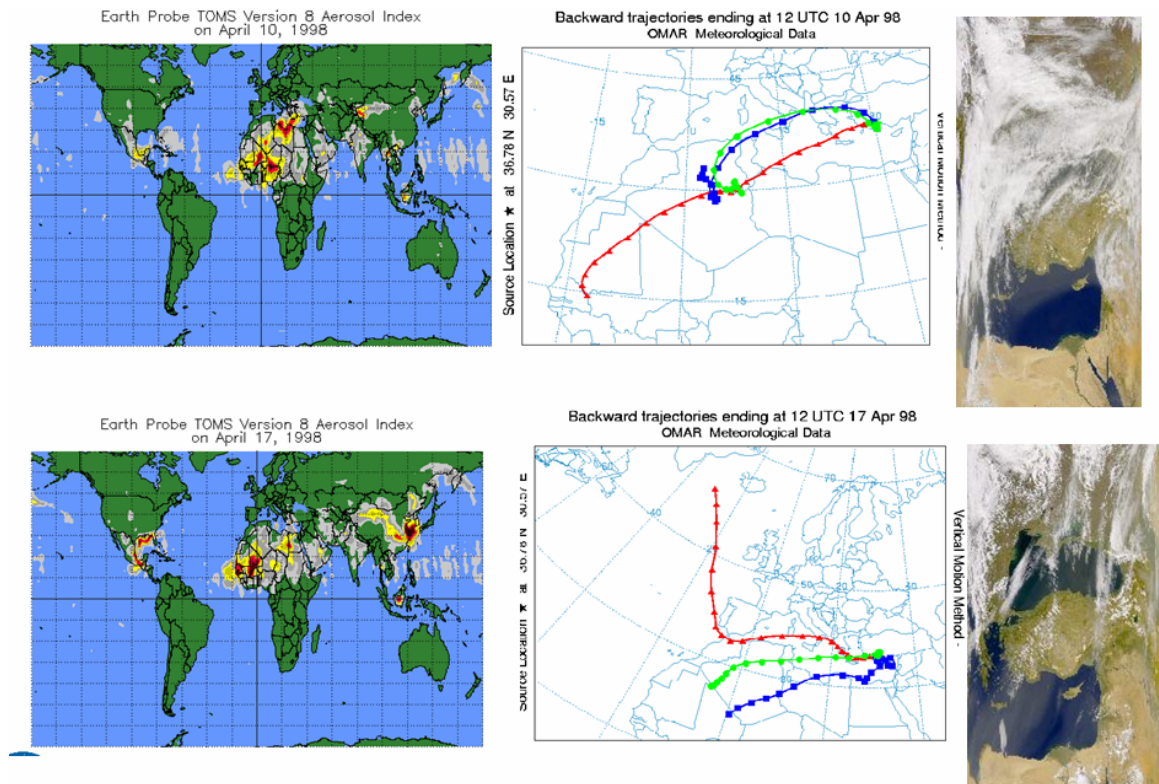 Earth Probe TOMS Version 8 Aerosol Index
on April 10, 1998
Backward trajectories ending at 12 UTC 10 Apr 98
OMAR Meteorological Data
Source Location ★ at 36.78 N 30.57 E
Vertical Motion Method -
-15
45
15
-15
Earth Probe TOMS Version 8 Aerosol Index
on April 17, 1998
Backward trajectories ending at 12 UTC 17 Apr 98
OMAR Meteorological Data
Source Location ★ at 36.78 N 30.57 E
Vertical Motion Method -
-40
70
50
-40